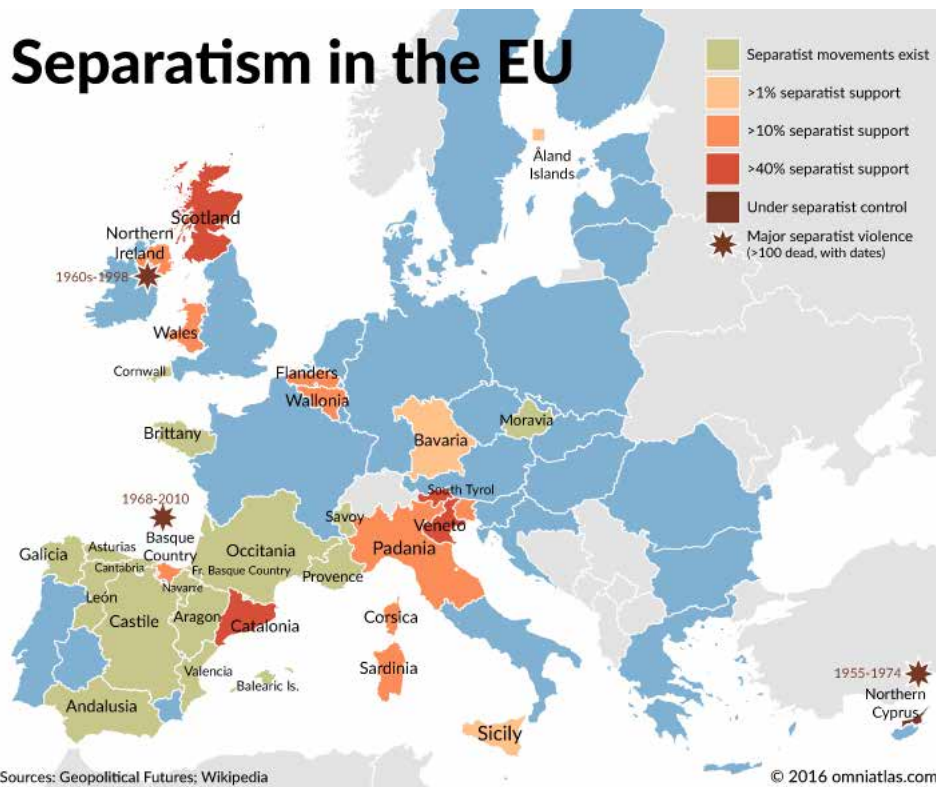 Separatism in the EU
Separatist movements exist
>1% separatist support
>10% separatist support
>40% separatist support
Under separatist control
Major separatist violence
(>100 dead, with dates)
Åland
Islands
Scotland
Northern
Ireland
1960s-1998
Wales
Cornwall
Flanders
Wallonia
Brittany
Bavaria
Moravia
South Tyrol
1968-2010
Basque
Country
Savoy
Veneto
Padania
Galicia
Asturias
Cantabria
Occitania
Fr. Basque Country
Provence
Navarre
León
Castile
Aragon
Catalonia
Corsica
Valencia
Balearic Is.
Sardinia
Andalusia
Sicily
1955-1974
Northern
Cyprus
Sources: Geopolitical Futures; Wikipedia
© 2016 omniatlas.com